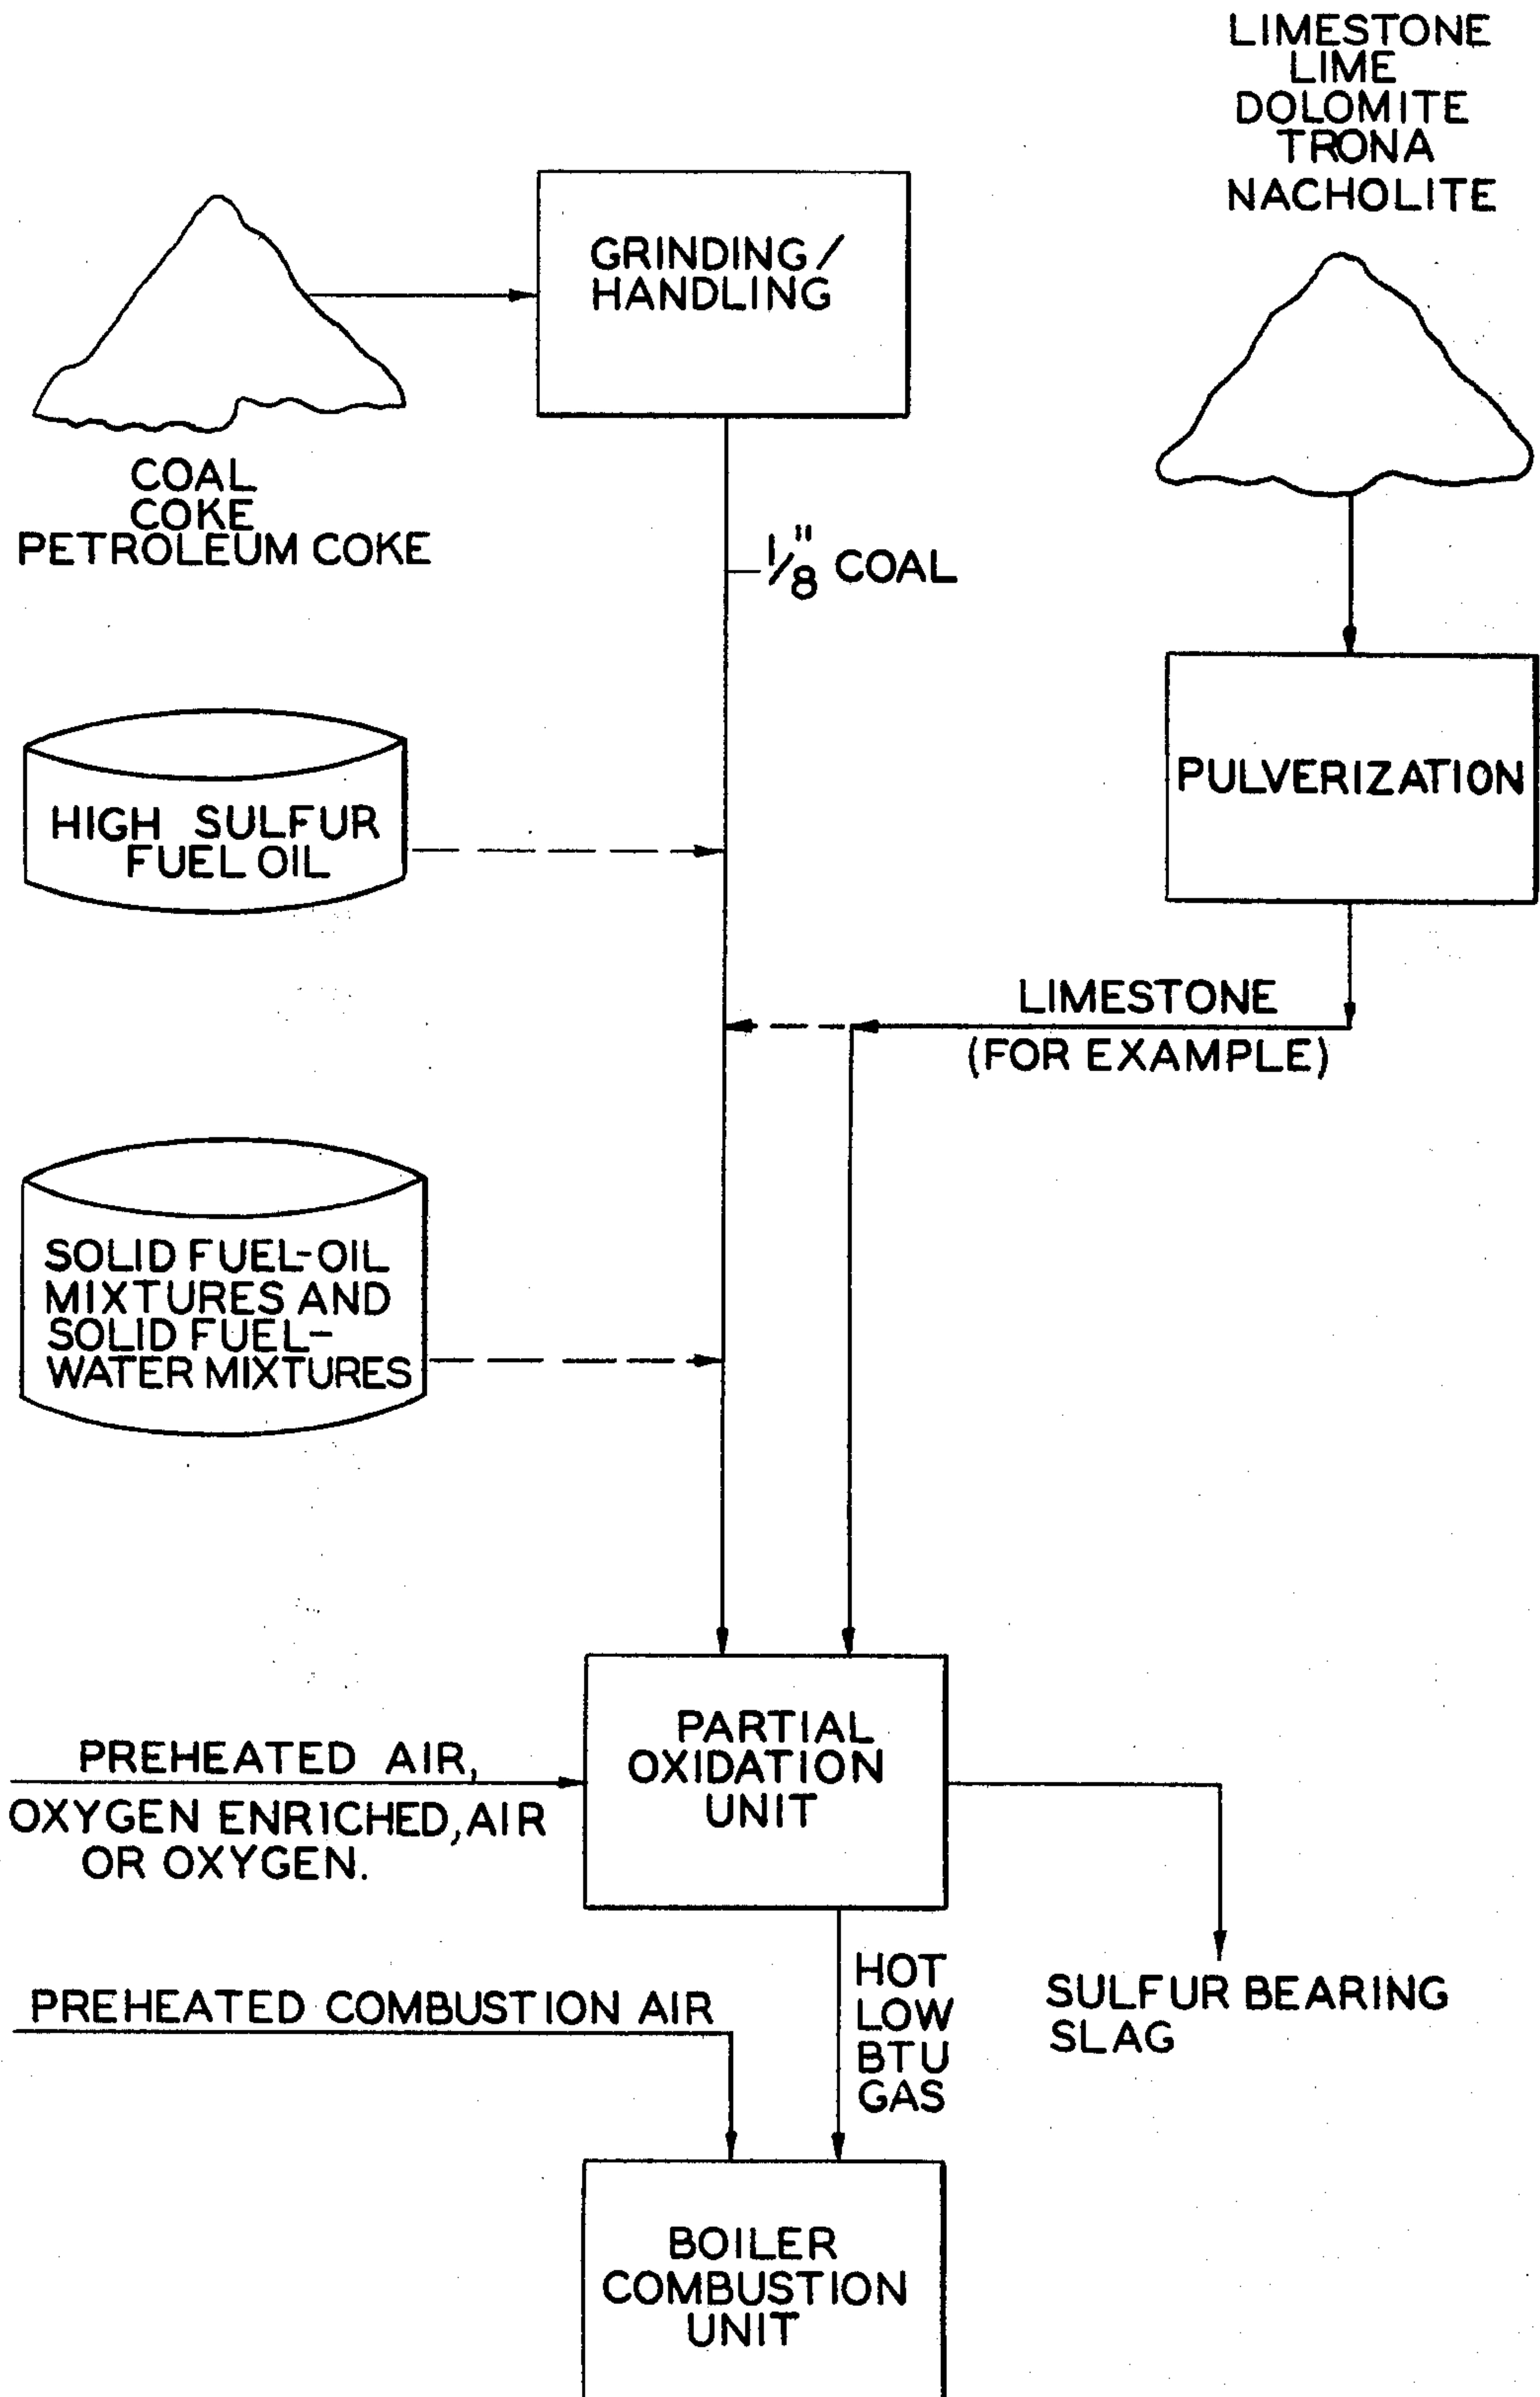 LIMESTONE
LIME
DOLOMITE
TRONA
NACHOLITE
GRINDING/
HANDLING
COAL
COKE
PETROLEUM COKE
1/8" COAL
PULVERIZATION
HIGH SULFUR
FUEL OIL
LIMESTONE
(FOR EXAMPLE)
SOLID FUEL-OIL
MIXTURES AND
SOLID FUEL-
WATER MIXTURES
PARTIAL
OXIDATION
UNIT
PREHEATED AIR,
OXYGEN ENRICHED, AIR
OR OXYGEN.
HOT
LOW
BTU
GAS
SULFUR BEARING
SLAG
PREHEATED COMBUSTION AIR
BOILER
COMBUSTION
UNIT